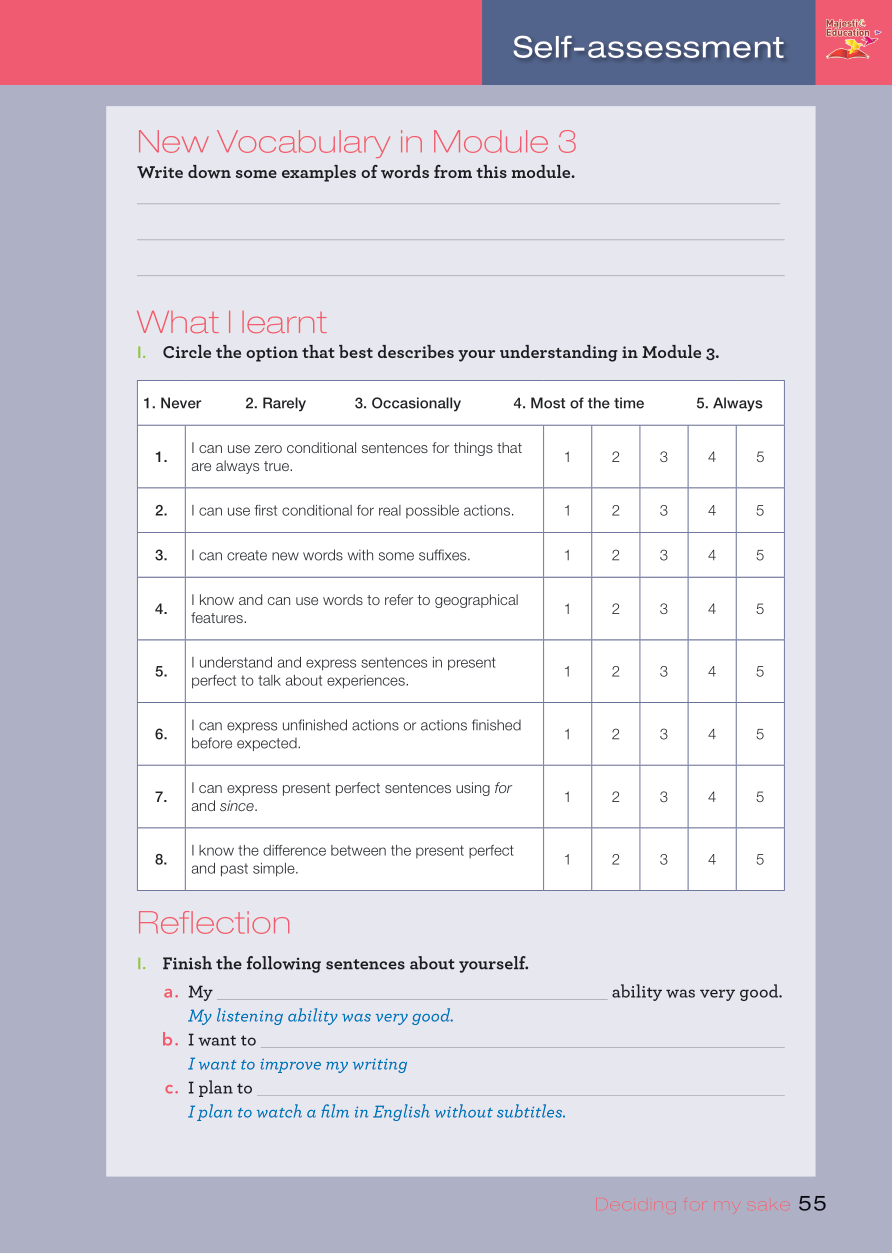 Self-assessment
Majestic
Education
New Vocabulary in Module 3
Write down some examples of words from this module.
What I learnt
I. Circle the option that best describes your understanding in Module 3.
1. Never 2. Rarely 3. Occasionally 4. Most of the time 5. Always
1. I can use zero conditional sentences for things that
are always true. 1 2 3 4 5
2. I can use first conditional for real possible actions. 1 2 3 4 5
3. I can create new words with some suffixes. 1 2 3 4 5
4. I know and can use words to refer to geographical
features. 1 2 3 4 5
5. I understand and express sentences in present
perfect to talk about experiences. 1 2 3 4 5
6. I can express unfinished actions or actions finished
before expected. 1 2 3 4 5
7. I can express present perfect sentences using for
and since. 1 2 3 4 5
8. I know the difference between the present perfect
and past simple. 1 2 3 4 5
Reflection
I. Finish the following sentences about yourself.
a. My ability was very good.
My listening ability was very good.
b. I want to
I want to improve my writing
c. I plan to
I plan to watch a film in English without subtitles.
Deciding for my sake 55